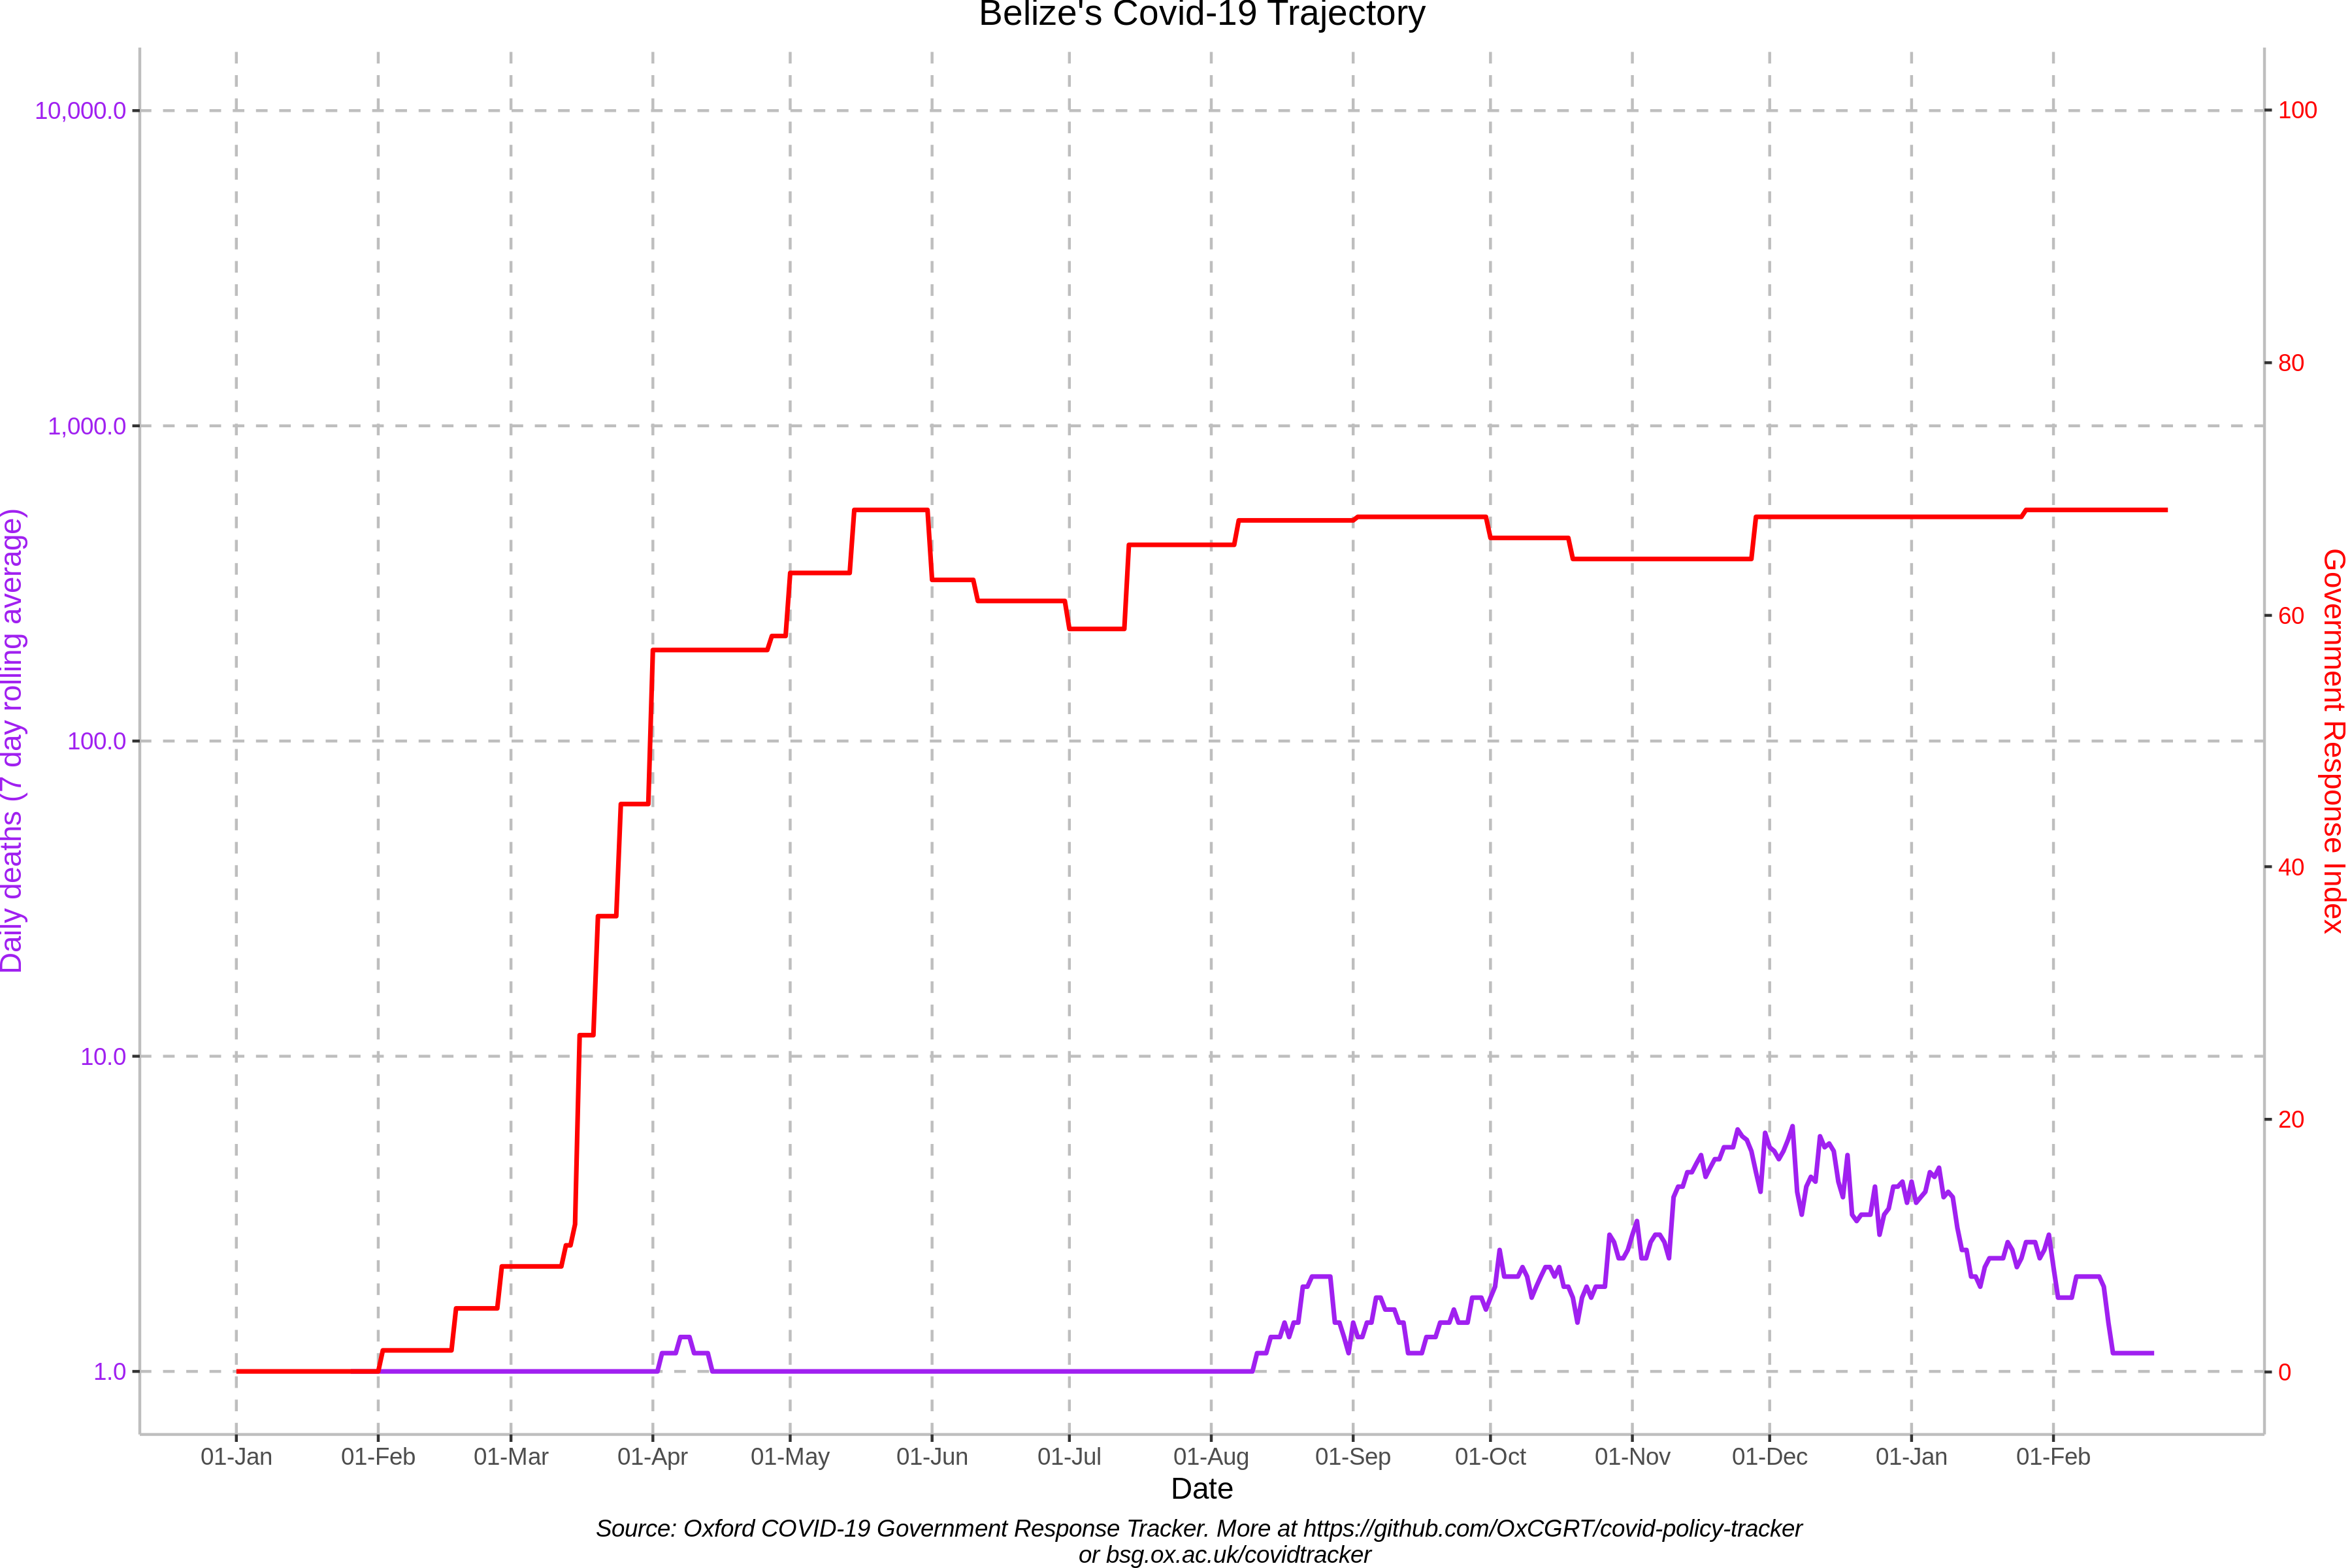 Belize's Covid-19 Trajectory
10,000.0
1,000.0
100.0
10.0
1.0
Daily deaths (7 day rolling average)
100
80
60
40
20
0
Government Response Index
01-Jan 01-Feb 01-Mar 01-Apr 01-May 01-Jun 01-Jul 01-Aug 01-Sep 01-Oct 01-Nov 01-Dec 01-Jan 01-Feb
Date
Source: Oxford COVID-19 Government Response Tracker. More at https://github.com/OxCGRT/covid-policy-tracker
or bsg.ox.ac.uk/covidtracker